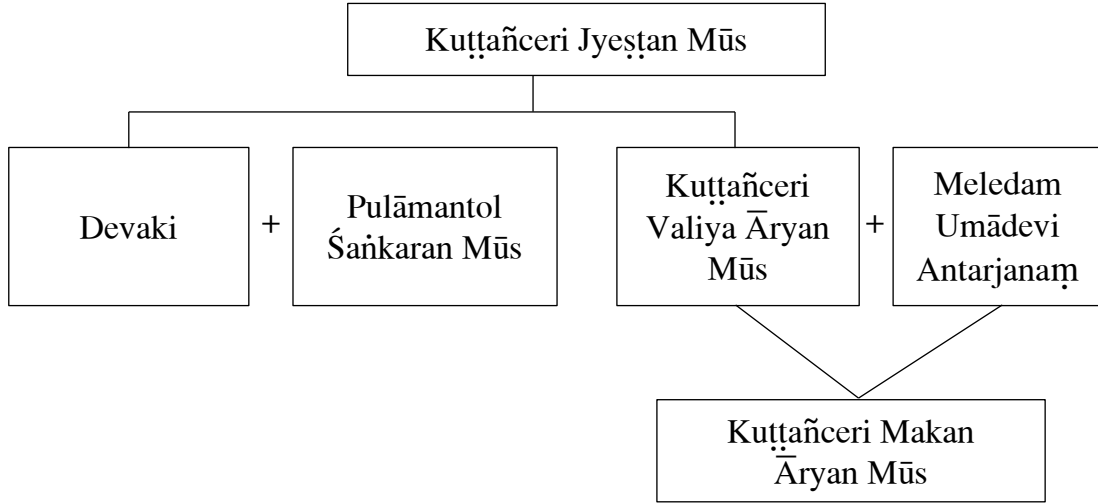 Kuṭṭañceri Jyeṣṭan Mūs
Devaki
+
Pulāmantol
Śaṅkaran Mūs
Kuṭṭañceri
Valiya Āryan
Mūs
+
Meledam
Umādevi
Antarjanaṃ
Kuṭṭañceri Makan
Āryan Mūs